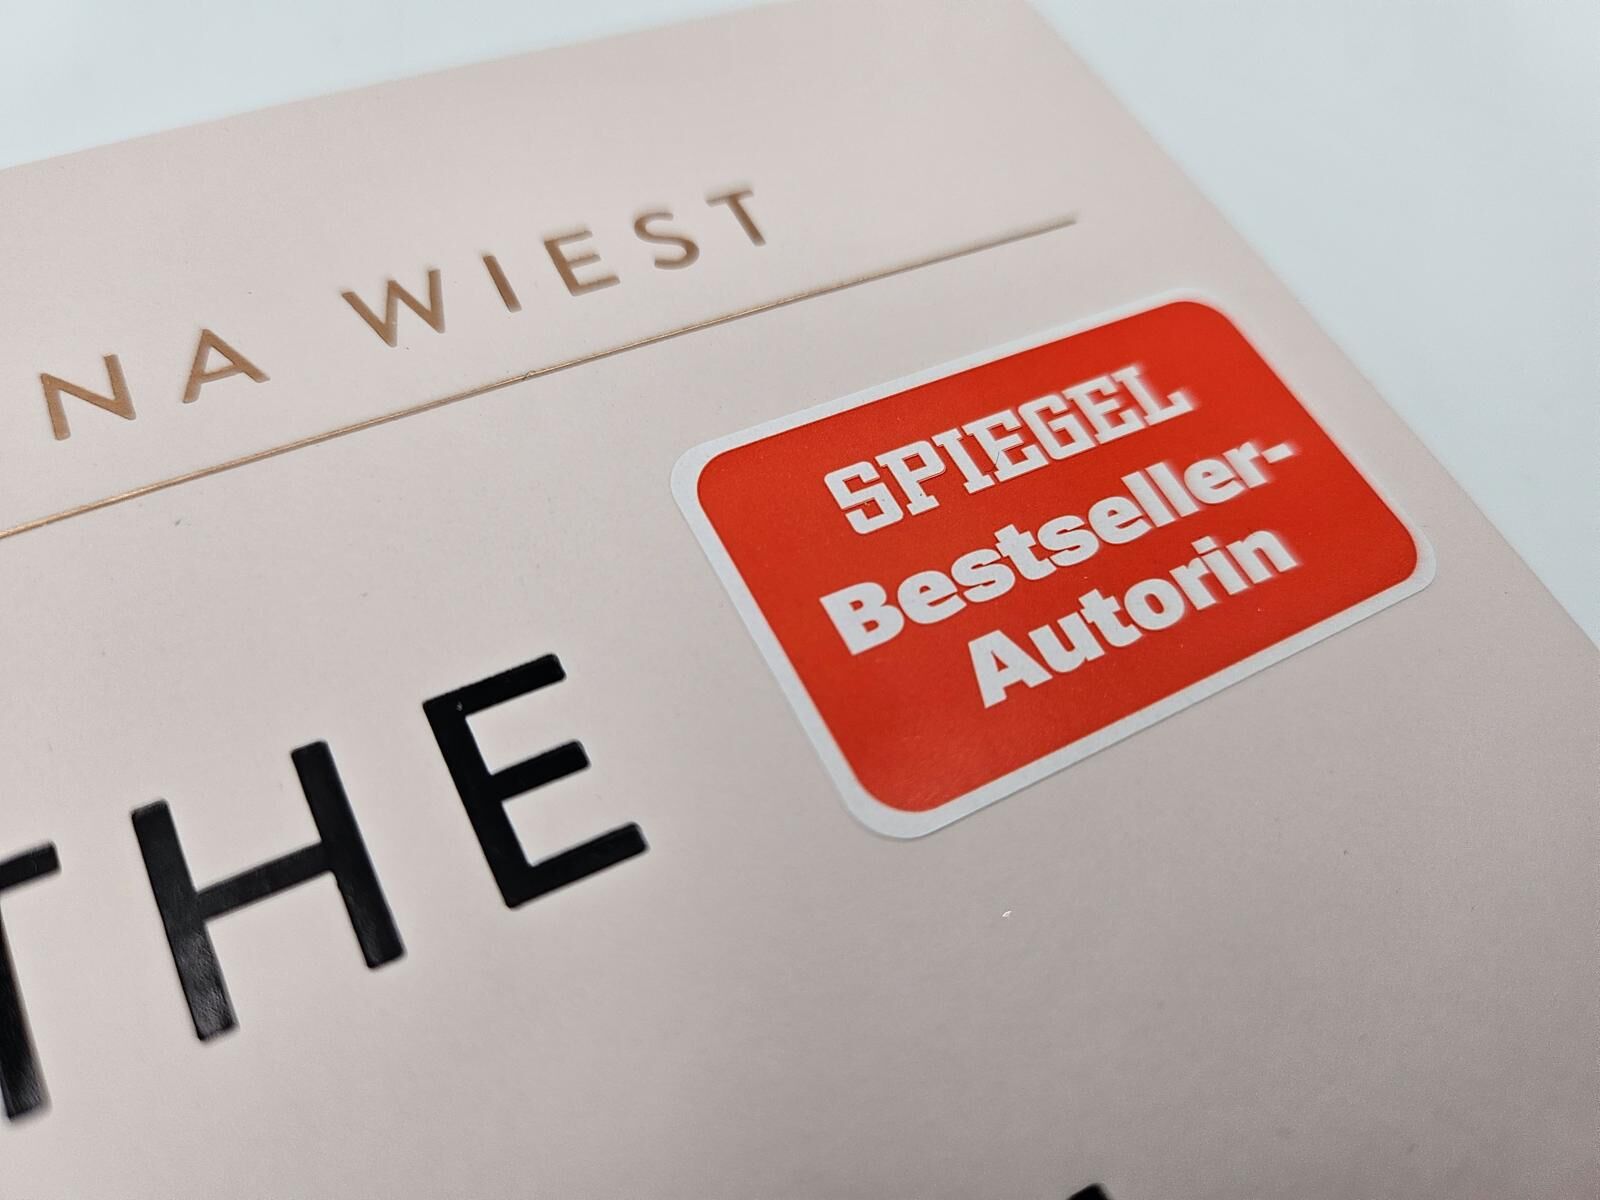 NA WIEST
SPIEGEL
Bestseller-
Autorin
THE